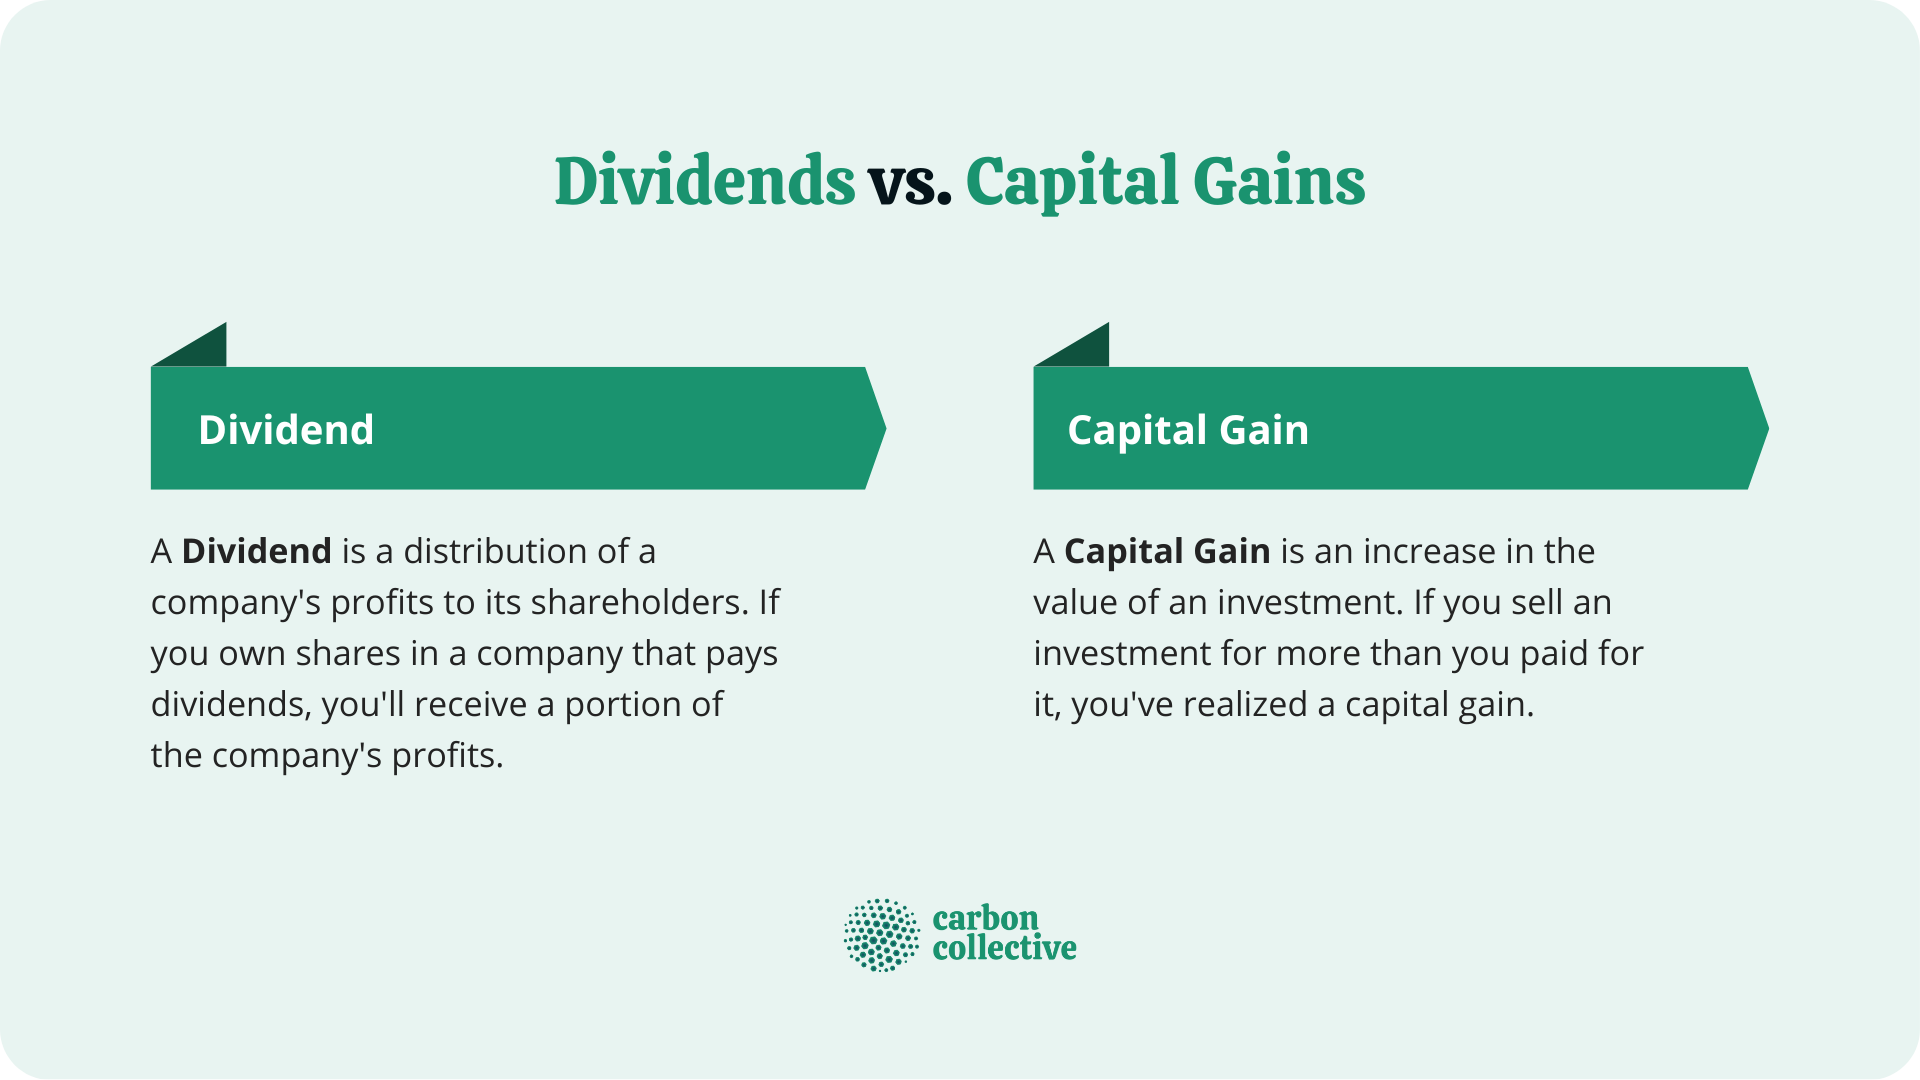 Dividends vs. Capital Gains
Dividend
A Dividend is a distribution of a
company's profits to its shareholders. If
you own shares in a company that pays
dividends, you'll receive a portion of
the company's profits.
Capital Gain
A Capital Gain is an increase in the
value of an investment. If you sell an
investment for more than you paid for
it, you've realized a capital gain.
carbon
collective